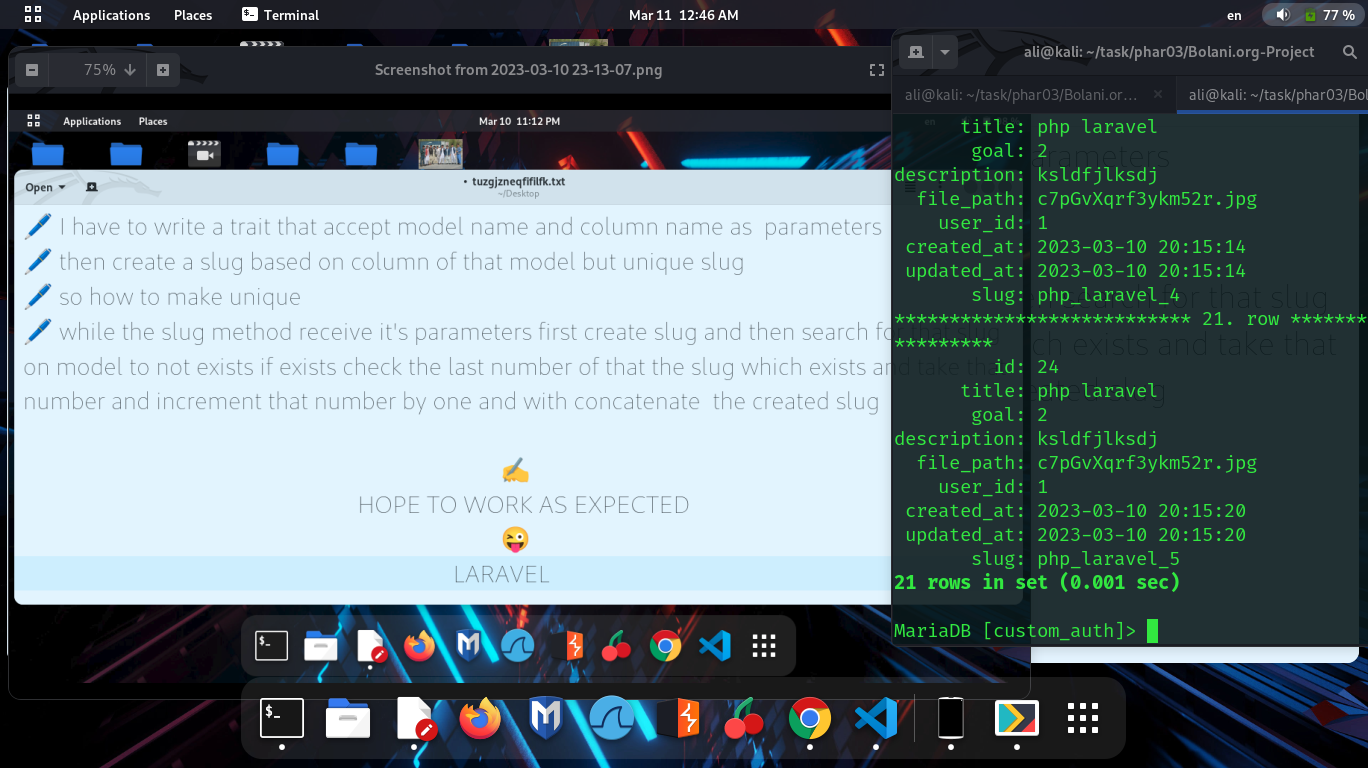 Applications Places Terminal Mar 11 12:46 AM en 77 %
75% Screenshot from 2023-03-10 23-13-07.png
Applications Places Mar 10 11:12 PM
Open • tuzgjzneqfifilfk.txt
~/Desktop
🖊️ I have to write a trait that accept model name and column name as parameters
🖊️ then create a slug based on column of that model but unique slug
🖊️ so how to make unique
🖊️ while the slug method receive it's parameters first create slug and then search for that slug
on model to not exists if exists check the last number of that the slug which exists and take that
number and increment that number by one and with concatenate the created slug
✍️
HOPE TO WORK AS EXPECTED
😜
LARAVEL
ali@kali: ~/task/phar03/Bolani.org-Project
ali@kali: ~/task/phar03/Bolani.or... × ali@kali: ~/task/phar03/Bol
title: php laravel
goal: 2
description: ksldfjlksdj
file_path: c7pGvXqrf3ykm52r.jpg
user_id: 1
created_at: 2023-03-10 20:15:14
updated_at: 2023-03-10 20:15:14
slug: php_laravel_4
*************************** 21. row *******
*********
id: 24
title: php laravel
goal: 2
description: ksldfjlksdj
file_path: c7pGvXqrf3ykm52r.jpg
user_id: 1
created_at: 2023-03-10 20:15:20
updated_at: 2023-03-10 20:15:20
slug: php_laravel_5
21 rows in set (0.001 sec)
MariaDB [custom_auth]>